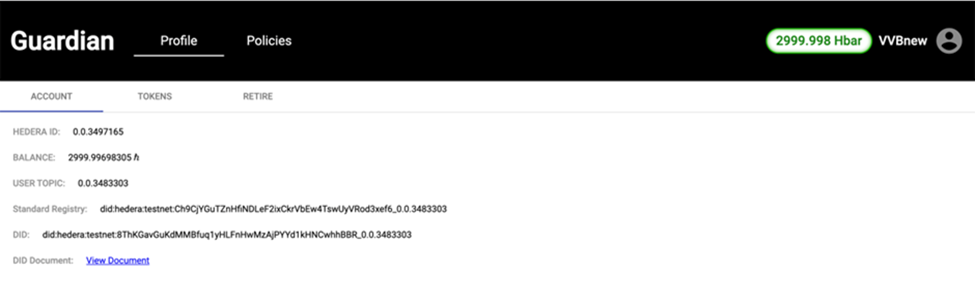 Guardian Profile Policies 2999.998 Hbar VVBnew
ACCOUNT TOKENS RETIRE
HEDERA ID: 0.0.3497165
BALANCE: 2999.99698305 ℏ
USER TOPIC: 0.0.3483303
Standard Registry: did:hedera:testnet:Ch9CjYGuTZnHfiNDLeF2ixCkrVbEw4TswUyVRod3xef6_0.0.3483303
DID: did:hedera:testnet:8ThKGavGuKdMMBfuq1yHLFnHwMzAjPYYd1kHNCwhhBBR_0.0.3483303
DID Document: View Document